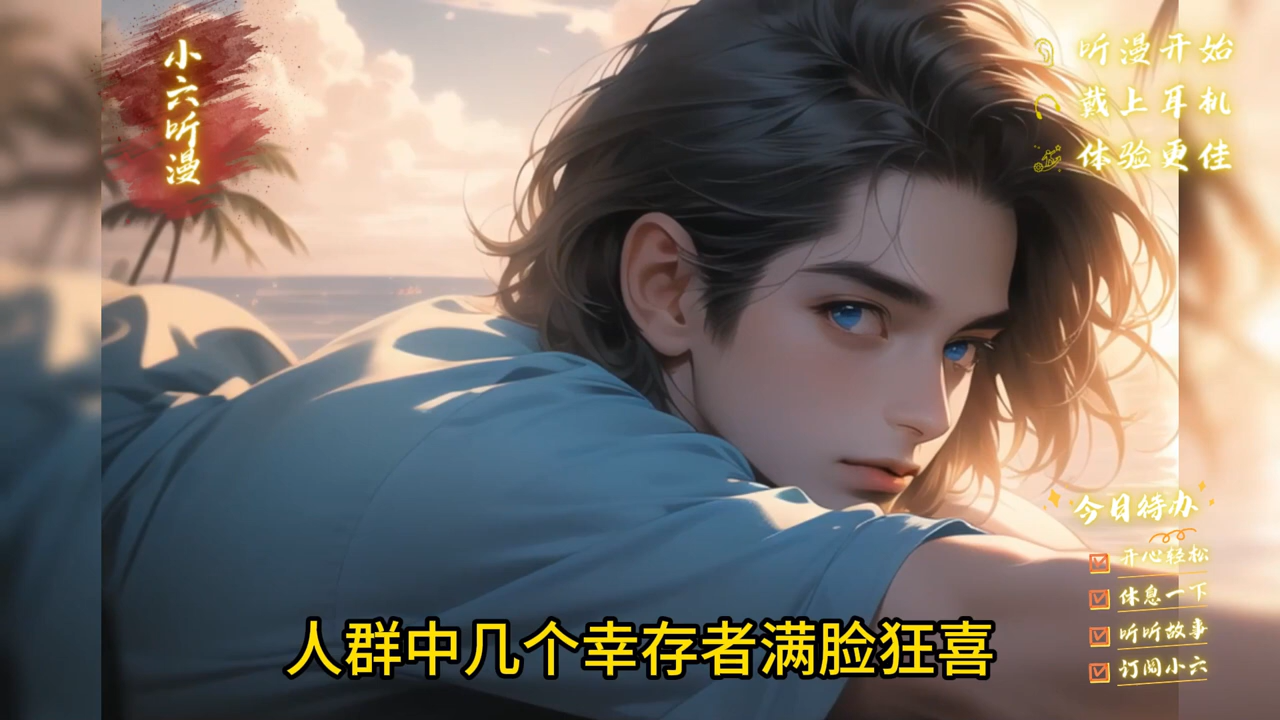 小六听漫
听漫开始
戴上耳机
体验更佳
今日待办
开心轻松
休息一下
听听故事
订阅小六
人群中几个幸存者满脸狂喜